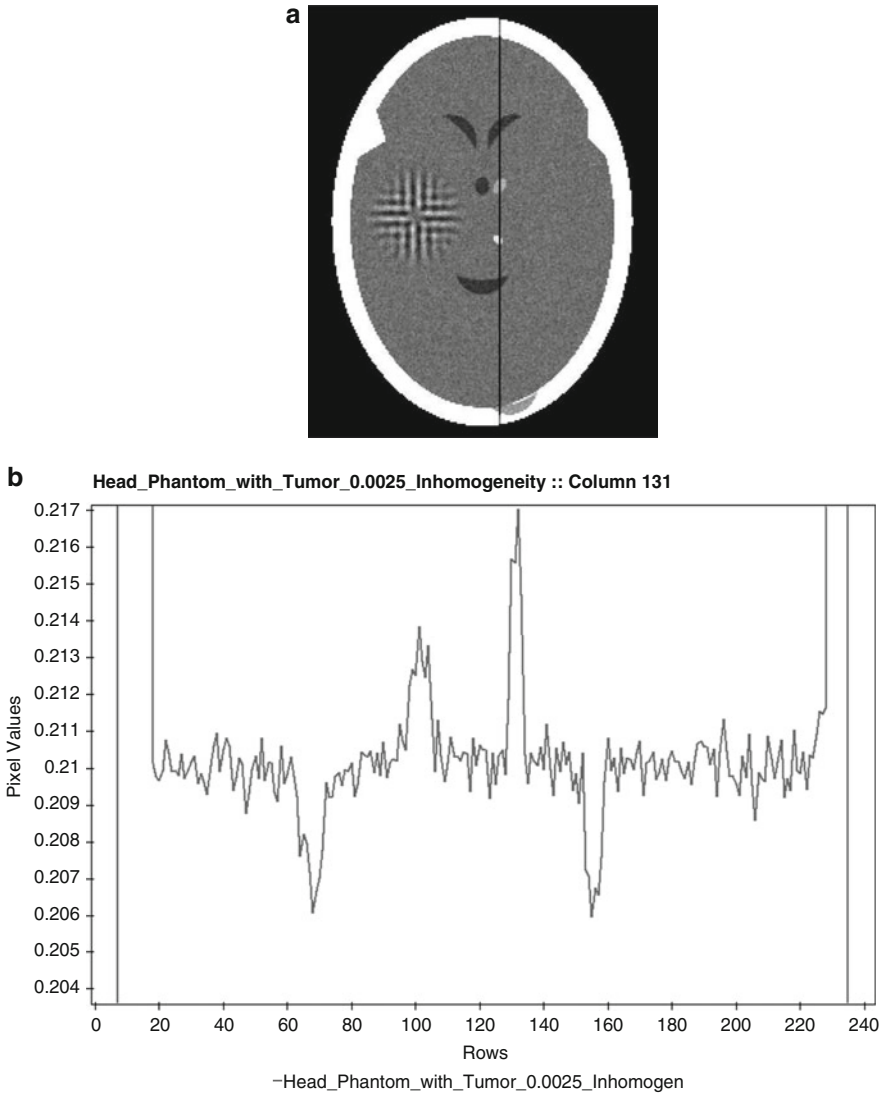 a
b
Head_Phantom_with_Tumor_0.0025_Inhomogeneity :: Column 131
0.217
0.216
0.215
0.214
0.213
0.212
0.211
0.21
0.209
0.208
0.207
0.206
0.205
0.204
Pixel Values
0 20 40 60 80 100 120 140 160 180 200 220 240
Rows
Head_Phantom_with_Tumor_0.0025_Inhomogen